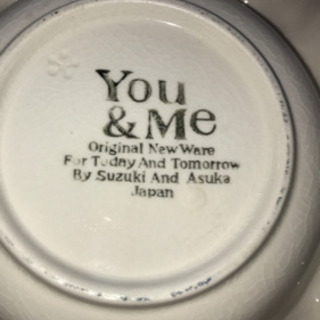 You
& Me
Original New Ware
For Today And Tomorrow
By Suzuki And Asuka
Japan